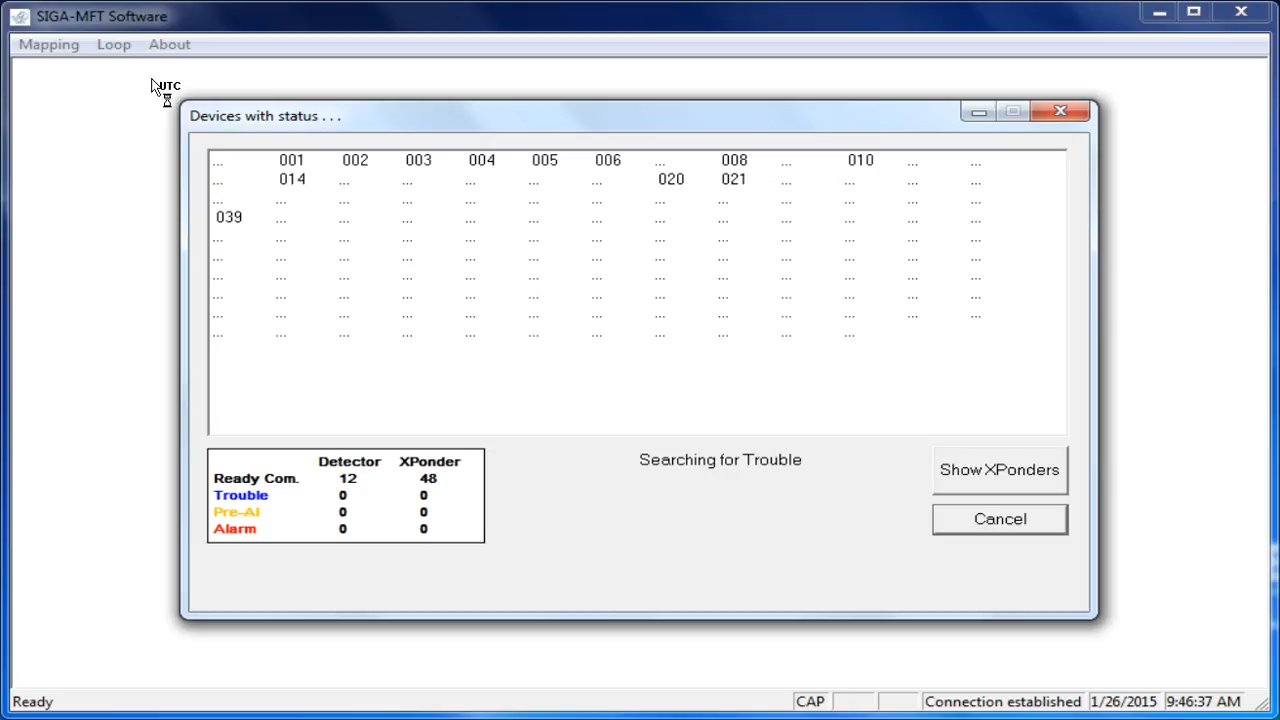 SIGA-MFT Software
Mapping Loop About
UTC
Devices with status . . .
... 001 002 003 004 005 006 ... 008 ... 010 ... ...
... 014 ... ... ... ... ... 020 021 ... ... ... ...
... ... ... ... ... ... ... ... ... ... ... ... ...
039 ... ... ... ... ... ... ... ... ... ... ... ...
... ... ... ... ... ... ... ... ... ... ... ... ...
... ... ... ... ... ... ... ... ... ... ... ... ...
... ... ... ... ... ... ... ... ... ... ... ... ...
... ... ... ... ... ... ... ... ... ... ... ... ...
... ... ... ... ... ... ... ... ... ... ... ... ...
... ... ... ... ... ... ... ... ... ... ...
Detector XPonder
Ready Com. 12 48
Trouble 0 0
Pre-Al 0 0
Alarm 0 0
Searching for Trouble
Show XPonders
Cancel
Ready CAP Connection established 1/26/2015 9:46:37 AM